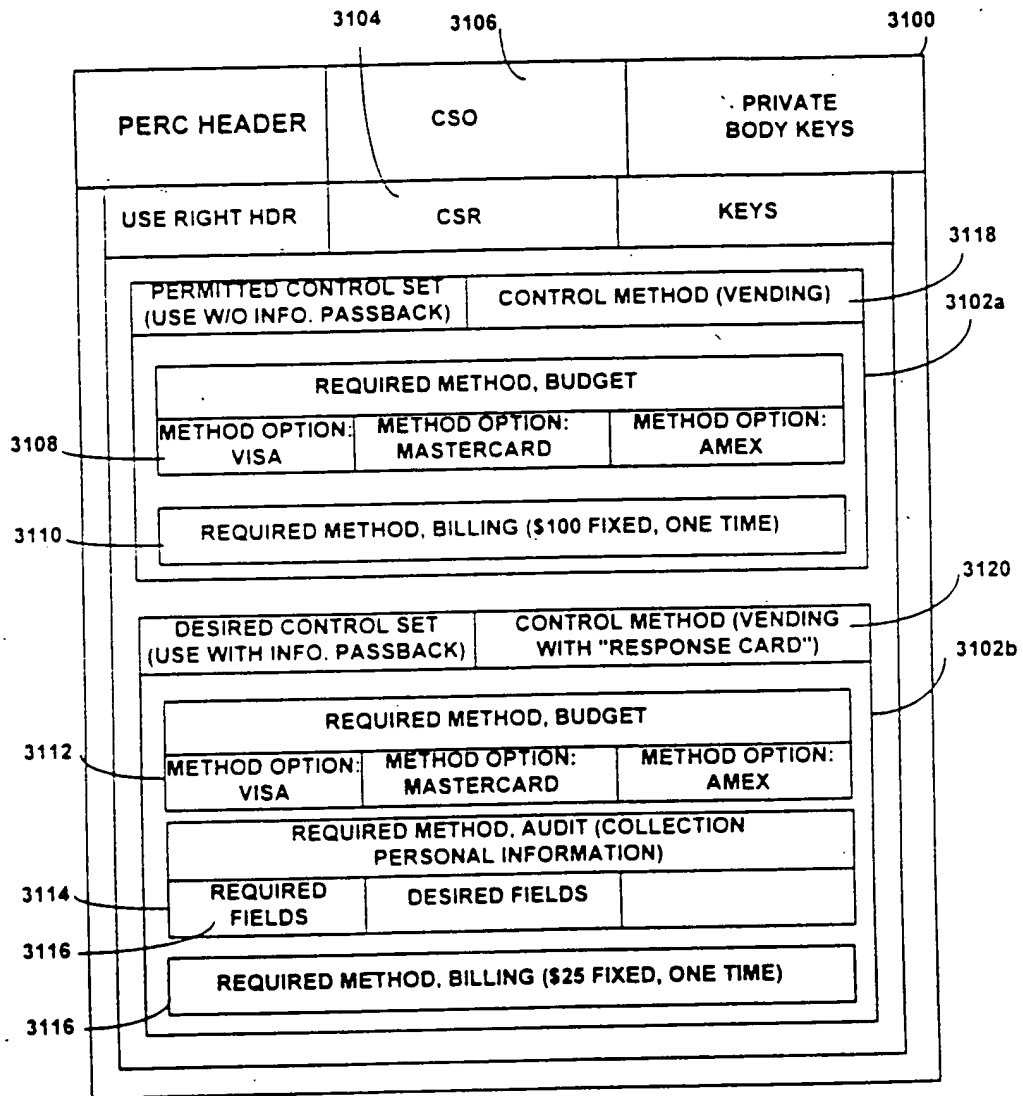 3104
3106
3100
PERC HEADER
CSO
PRIVATE
BODY KEYS
USE RIGHT HDR
CSR
KEYS
3118
PERMITTED CONTROL SET
(USE W/O INFO. PASSBACK)
CONTROL METHOD (VENDING)
3102a
REQUIRED METHOD, BUDGET
3108
METHOD OPTION:
VISA
METHOD OPTION:
MASTERCARD
METHOD OPTION:
AMEX
3110
REQUIRED METHOD, BILLING ($100 FIXED, ONE TIME)
3120
DESIRED CONTROL SET
(USE WITH INFO. PASSBACK)
CONTROL METHOD (VENDING
WITH "RESPONSE CARD")
3102b
REQUIRED METHOD, BUDGET
3112
METHOD OPTION:
VISA
METHOD OPTION:
MASTERCARD
METHOD OPTION:
AMEX
REQUIRED METHOD, AUDIT (COLLECTION
PERSONAL INFORMATION)
3114
REQUIRED
FIELDS
DESIRED FIELDS
3116
REQUIRED METHOD, BILLING ($25 FIXED, ONE TIME)
3116